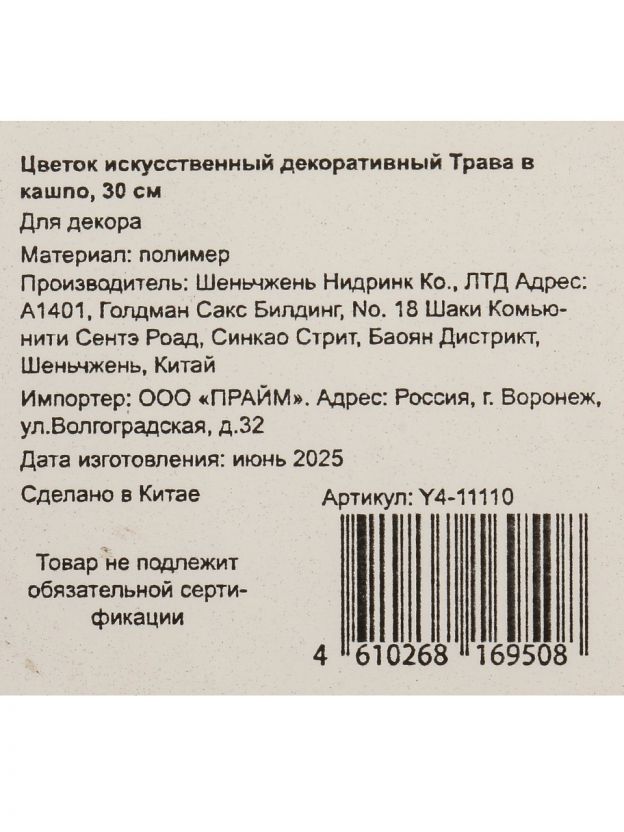 Цветок искусственный декоративный Трава в
кашпо, 30 см
Для декора
Материал: полимер
Производитель: Шеньчжень Нидринк Ко., ЛТД Адрес:
А1401, Голдман Сакс Билдинг, No. 18 Шаки Комью-
нити Сентэ Роад, Синкао Стрит, Баоян Дистрикт,
Шеньчжень, Китай
Импортер: ООО «ПРАЙМ». Адрес: Россия, г. Воронеж,
ул.Волгоградская, д.32
Дата изготовления: июнь 2025
Сделано в Китае
Артикул: Y4-11110
Товар не подлежит
обязательной серти-
фикации
4 610268 169508